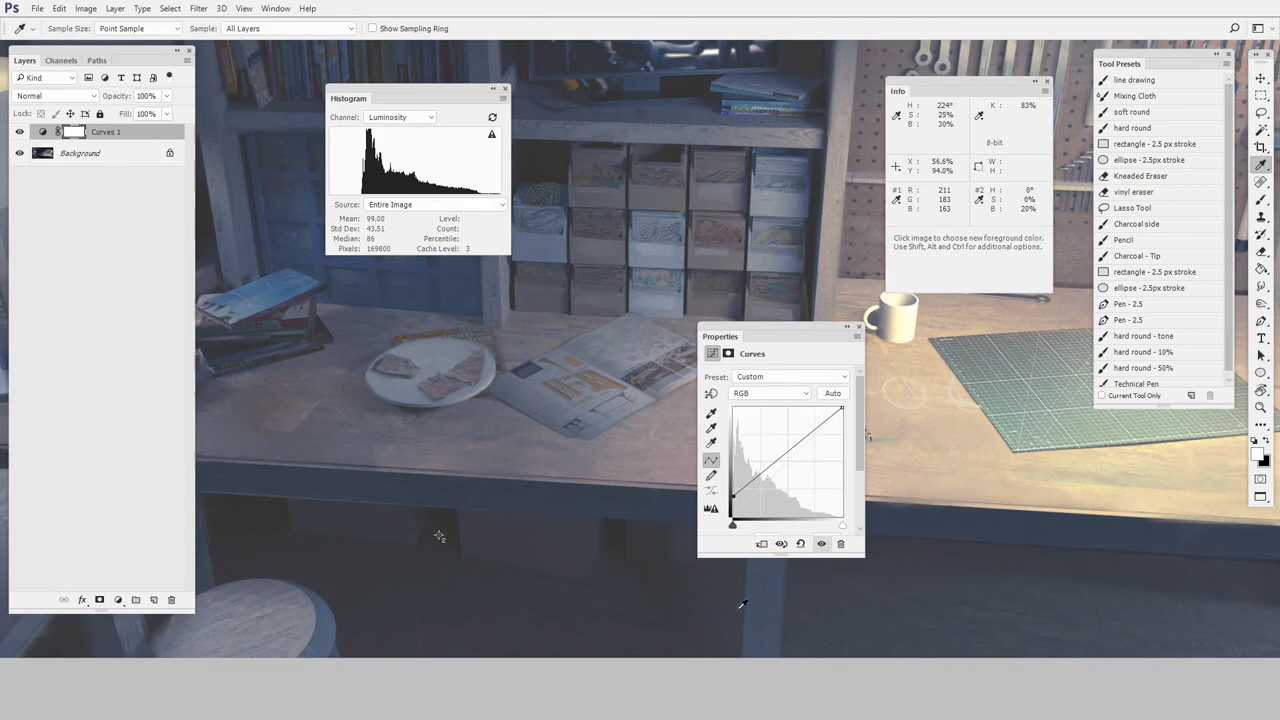 Ps File Edit Image Layer Type Select Filter 3D View Window Help
Sample Size: Point Sample Sample: All Layers Show Sampling Ring
Layers Channels Paths
Kind
Normal Opacity: 100%
Lock: Fill: 100%
Curves 1
Background
Histogram
Channel: Luminosity
Source: Entire Image
Mean: 99.00 Level:
Std Dev: 43.51 Count:
Median: 86 Percentile:
Pixels: 169800 Cache Level: 3
Info
H: 224° K: 83%
S: 25%
B: 30%
8-bit
X: 56.6% W:
Y: 94.0% H:
#1 R: 211 #2 H: 0°
G: 183 S: 0%
B: 163 B: 20%
Click image to choose new foreground color.
Use Shift, Alt and Ctrl for additional options.
Properties
Curves
Preset: Custom
RGB Auto
1
2
Tool Presets
line drawing
Mixing Cloth
soft round
hard round
rectangle - 2.5 px stroke
ellipse - 2.5px stroke
Kneaded Eraser
vinyl eraser
Lasso Tool
Charcoal side
Pencil
Charcoal - Tip
rectangle - 2.5 px stroke
ellipse - 2.5px stroke
Pen - 2.5
Pen - 2.5
hard round - tone
hard round - 10%
hard round - 50%
Technical Pen
Current Tool Only